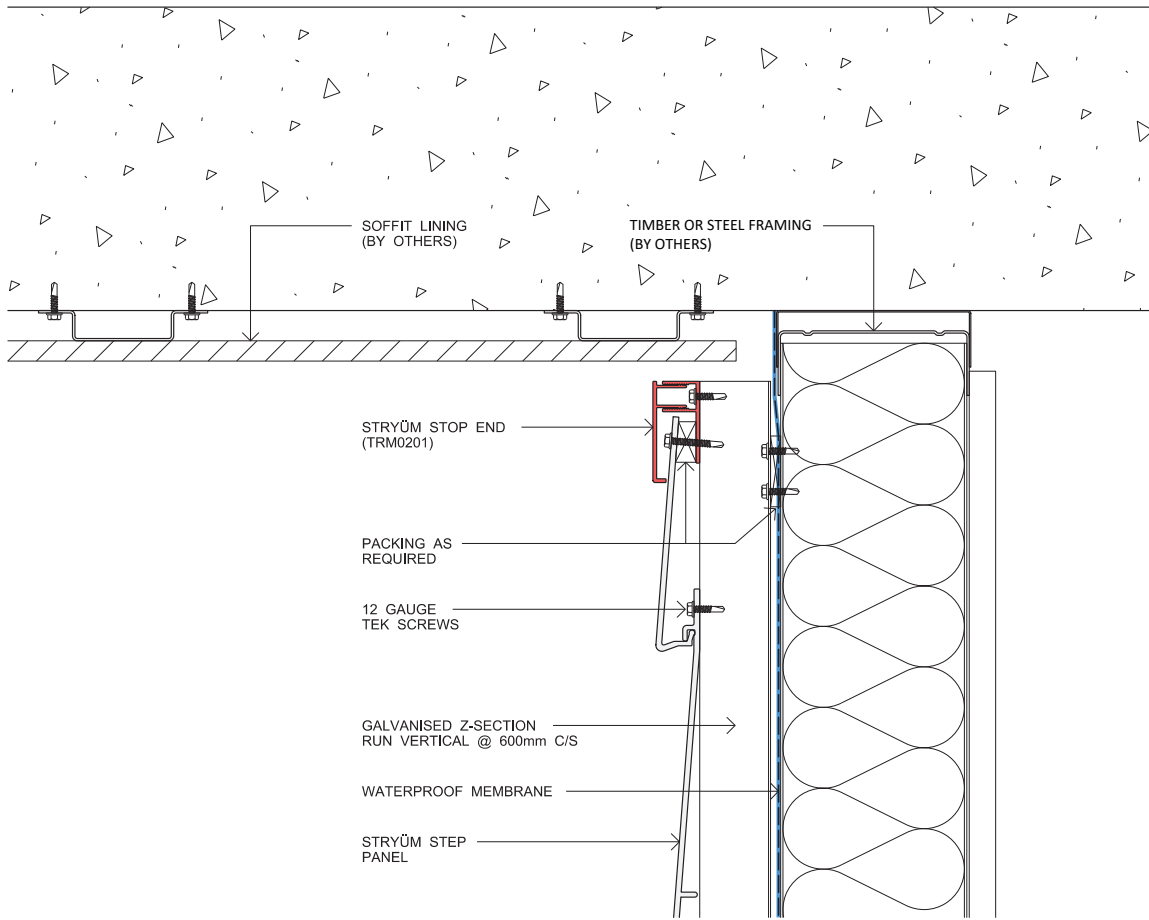 SOFFIT LINING
(BY OTHERS)
TIMBER OR STEEL FRAMING
(BY OTHERS)
STRYÜM STOP END
(TRM0201)
PACKING AS
REQUIRED
12 GAUGE
TEK SCREWS
GALVANISED Z-SECTION
RUN VERTICAL @ 600mm C/S
WATERPROOF MEMBRANE
STRYÜM STEP
PANEL